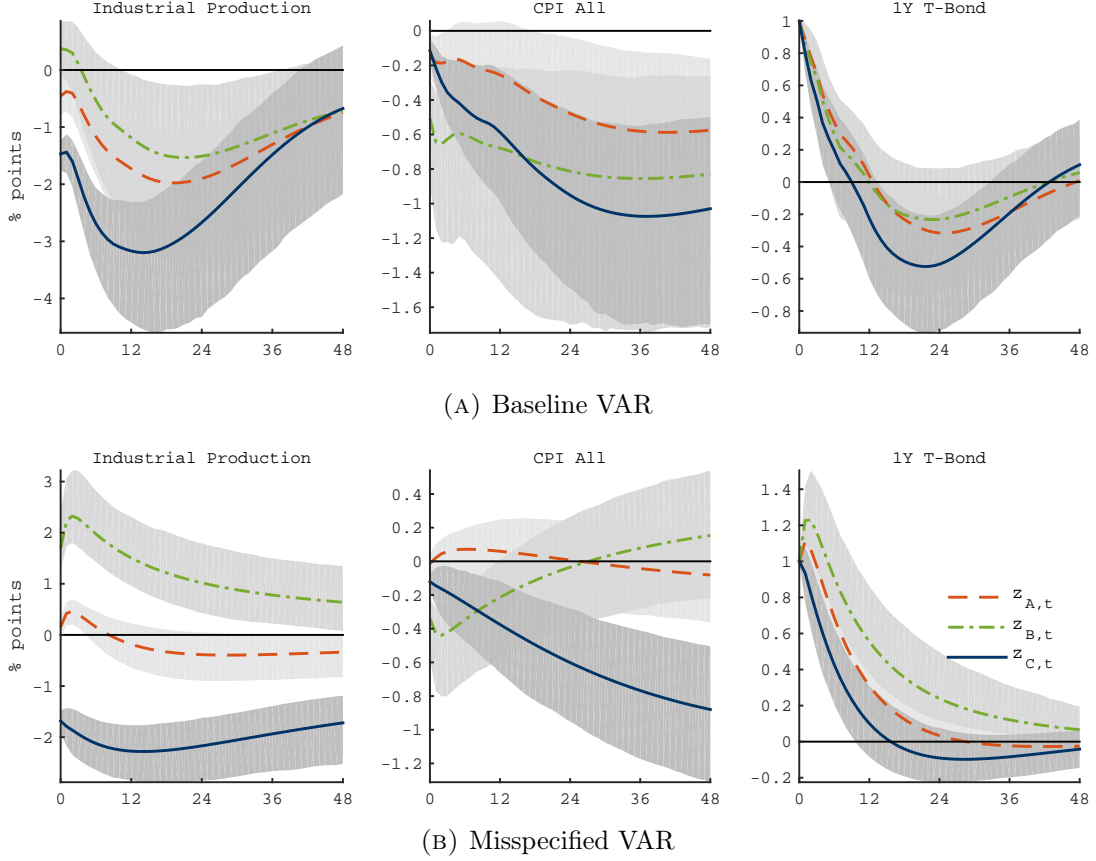 Industrial Production
CPI All
1Y T-Bond
% points
0
-1
-2
-3
-4
0 12 24 36 48
0
-0.2
-0.4
-0.6
-0.8
-1
-1.2
-1.4
-1.6
0 12 24 36 48
1
0.8
0.6
0.4
0.2
0
-0.2
-0.4
-0.6
-0.8
0 12 24 36 48
(A) Baseline VAR
Industrial Production
CPI All
1Y T-Bond
% points
3
2
1
0
-1
-2
0 12 24 36 48
0.4
0.2
0
-0.2
-0.4
-0.6
-0.8
-1
-1.2
0 12 24 36 48
1.4
1.2
1
0.8
0.6
0.4
0.2
0
-0.2
0 12 24 36 48
z A,t
z B,t
z C,t
(B) Misspecified VAR